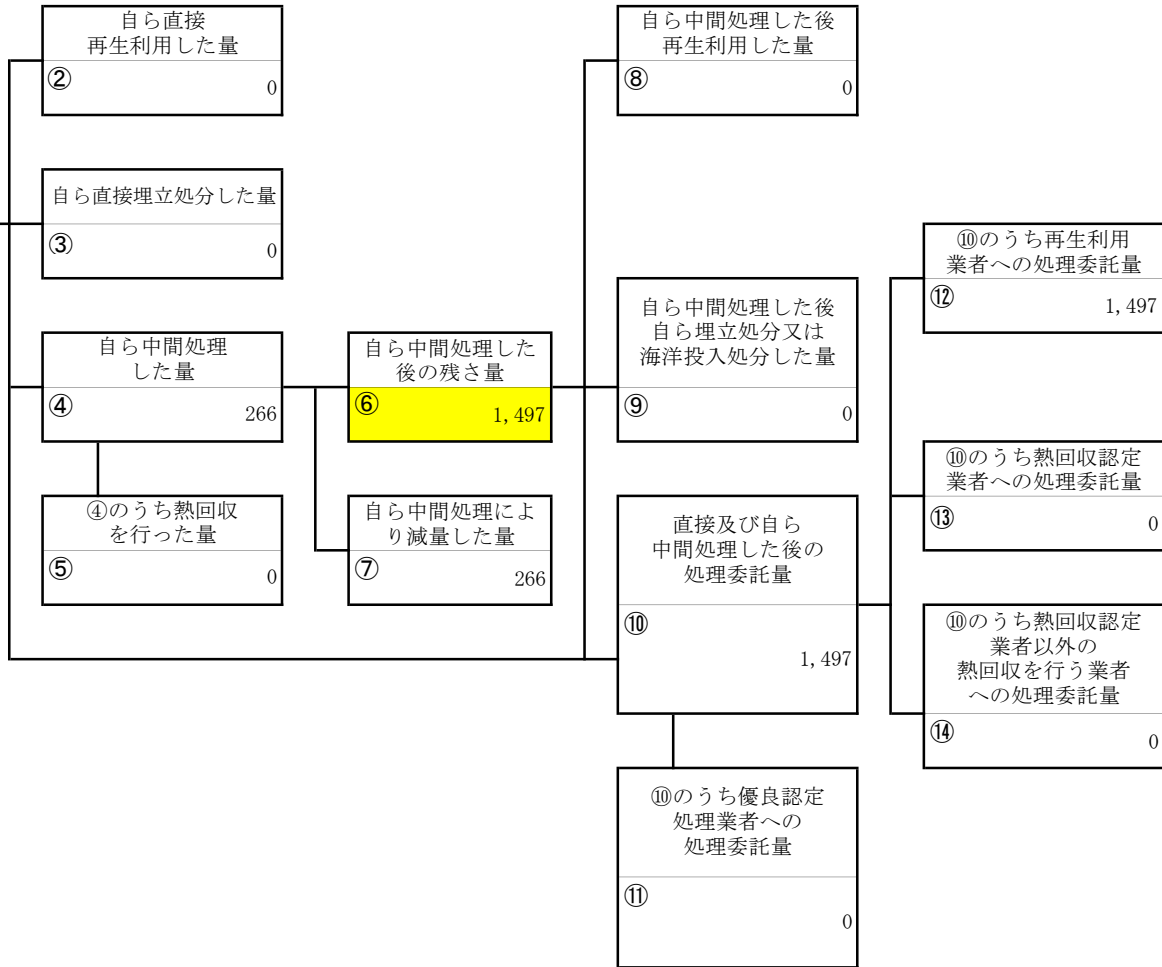 自ら直接
再生利用した量
②
0
自ら直接埋立処分した量
③
0
自ら中間処理
した量
④
266
④のうち熱回収
を行った量
⑤
0
自ら中間処理した
後の残さ量
⑥
1,497
自ら中間処理によ
り減量した量
⑦
266
自ら中間処理した後
再生利用した量
⑧
0
自ら中間処理した後
自ら埋立処分又は
海洋投入処分した量
⑨
0
直接及び自ら
中間処理した後の
処理委託量
⑩
1,497
⑩のうち優良認定
処理業者への
処理委託量
⑪
0
⑩のうち再生利用
業者への処理委託量
⑫
1,497
⑩のうち熱回収認定
業者への処理委託量
⑬
0
⑩のうち熱回収認定
業者以外の
熱回収を行う業者
への処理委託量
⑭
0